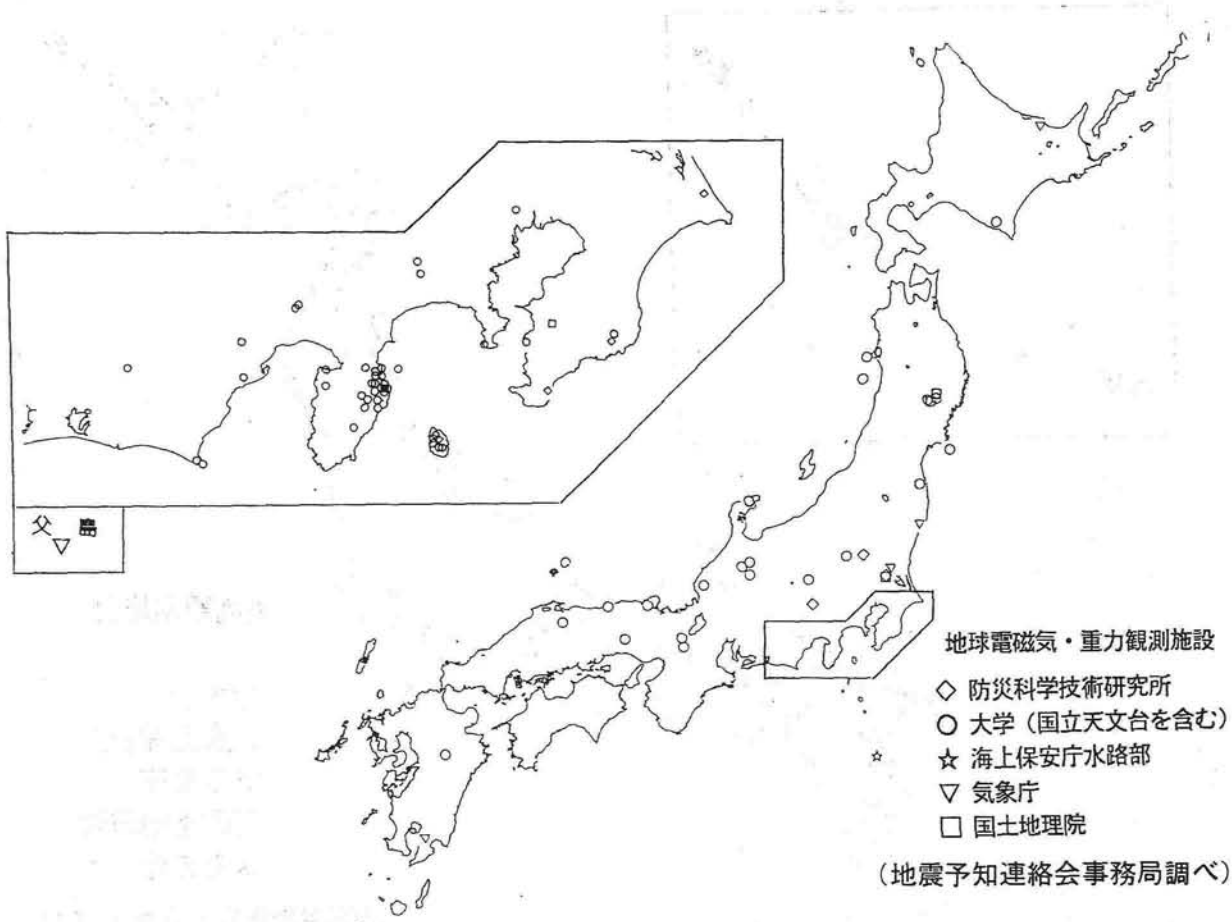 父島
地球電磁気・重力観測施設
◇ 防災科学技術研究所
○ 大学（国立天文台を含む）
☆ 海上保安庁水路部
▽ 気象庁
□ 国土地理院
（地震予知連絡会事務局調べ）